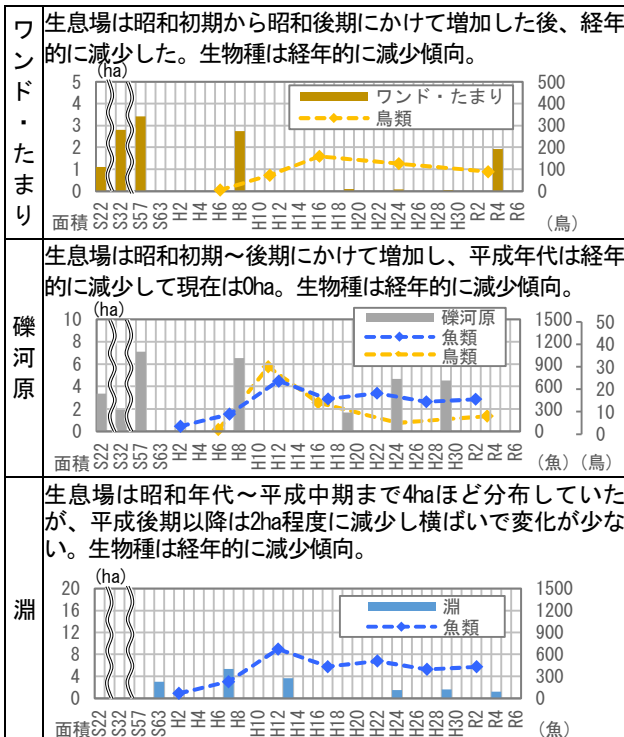 ワンド・たまり
生息場は昭和初期から昭和後期にかけて増加した後、経年
的に減少した。生物種は経年的に減少傾向。
(ha)
5
4
3
2
1
0
500
400
300
200
100
0
ワンド・たまり
鳥類
面積 S22 S32 S57 S63 H2 H4 H6 H8 H10 H12 H14 H16 H18 H20 H22 H24 H26 H28 H30 R2 R4 R6 (鳥)
礫河原
生息場は昭和初期～後期にかけて増加し、平成年代は経年
的に減少して現在は0ha。生物種は経年的に減少傾向。
(ha)
10
8
6
4
2
0
1500
1200
900
600
300
0
50
40
30
20
10
0
礫河原
魚類
鳥類
面積 S22 S32 S57 S63 H2 H4 H6 H8 H10 H12 H14 H16 H18 H20 H22 H24 H26 H28 H30 R2 R4 R6 (魚)(鳥)
淵
生息場は昭和年代～平成中期まで4haほど分布していた
が、平成後期以降は2ha程度に減少し横ばいで変化が少な
い。生物種は経年的に減少傾向。
(ha)
20
16
12
8
4
0
1500
1200
900
600
300
0
淵
魚類
面積 S22 S32 S57 S63 H2 H4 H6 H8 H10 H12 H14 H16 H18 H20 H22 H24 H26 H28 H30 R2 R4 R6 (魚)